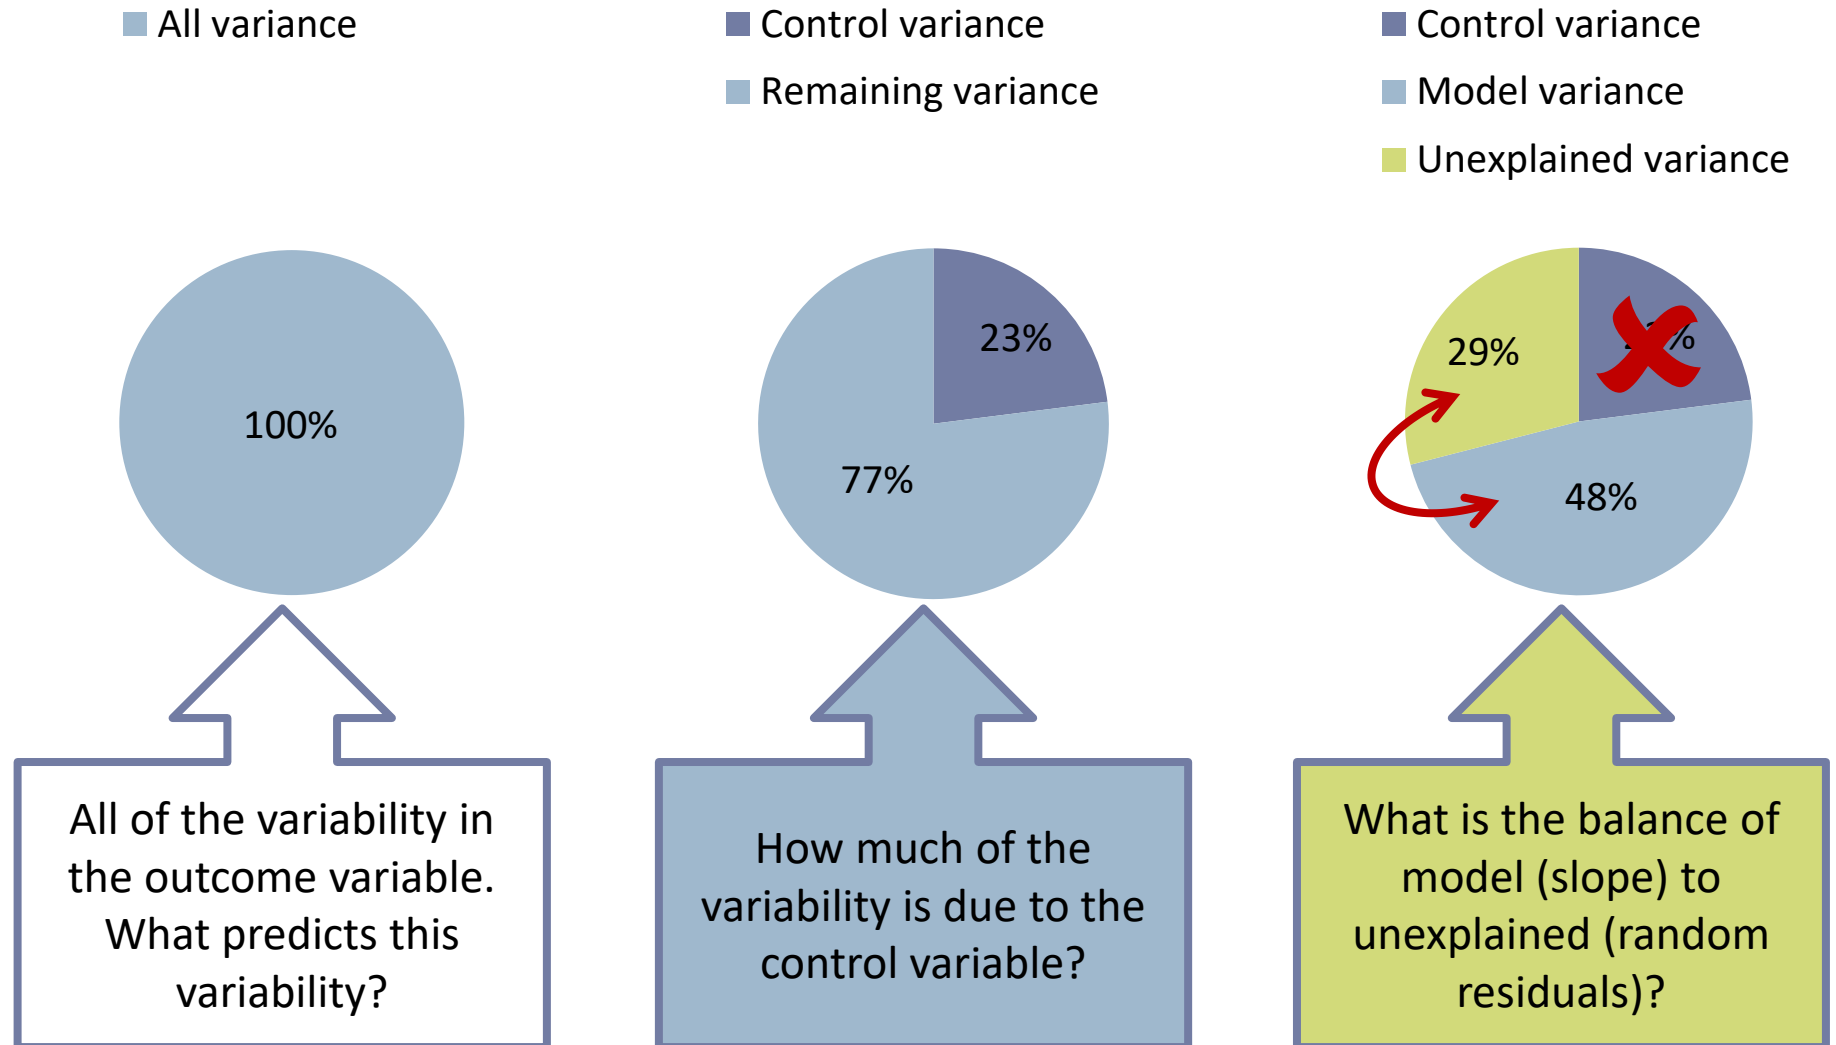 All variance
Control variance
Remaining variance
Control variance
Model variance
Unexplained variance
100%
23%
77%
29%
48%
All of the variability in
the outcome variable.
What predicts this
variability?
How much of the
variability is due to the
control variable?
What is the balance of
model (slope) to
unexplained (random
residuals)?